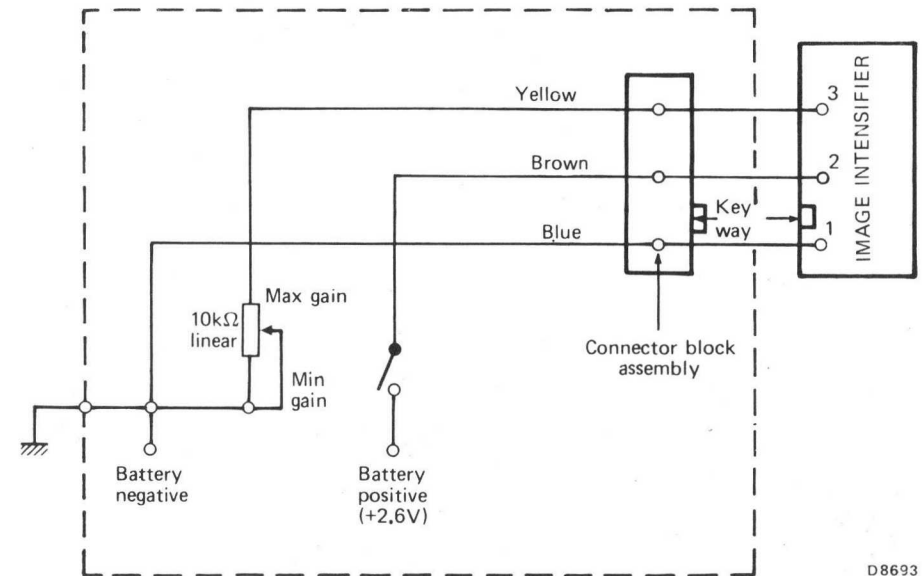 Yellow
3
Brown
2
Key
way
Blue
1
IMAGE INTENSIFIER
Max gain
10kΩ
linear
Min
gain
Connector block
assembly
Battery
negative
Battery
positive
(+2.6V)
D8693